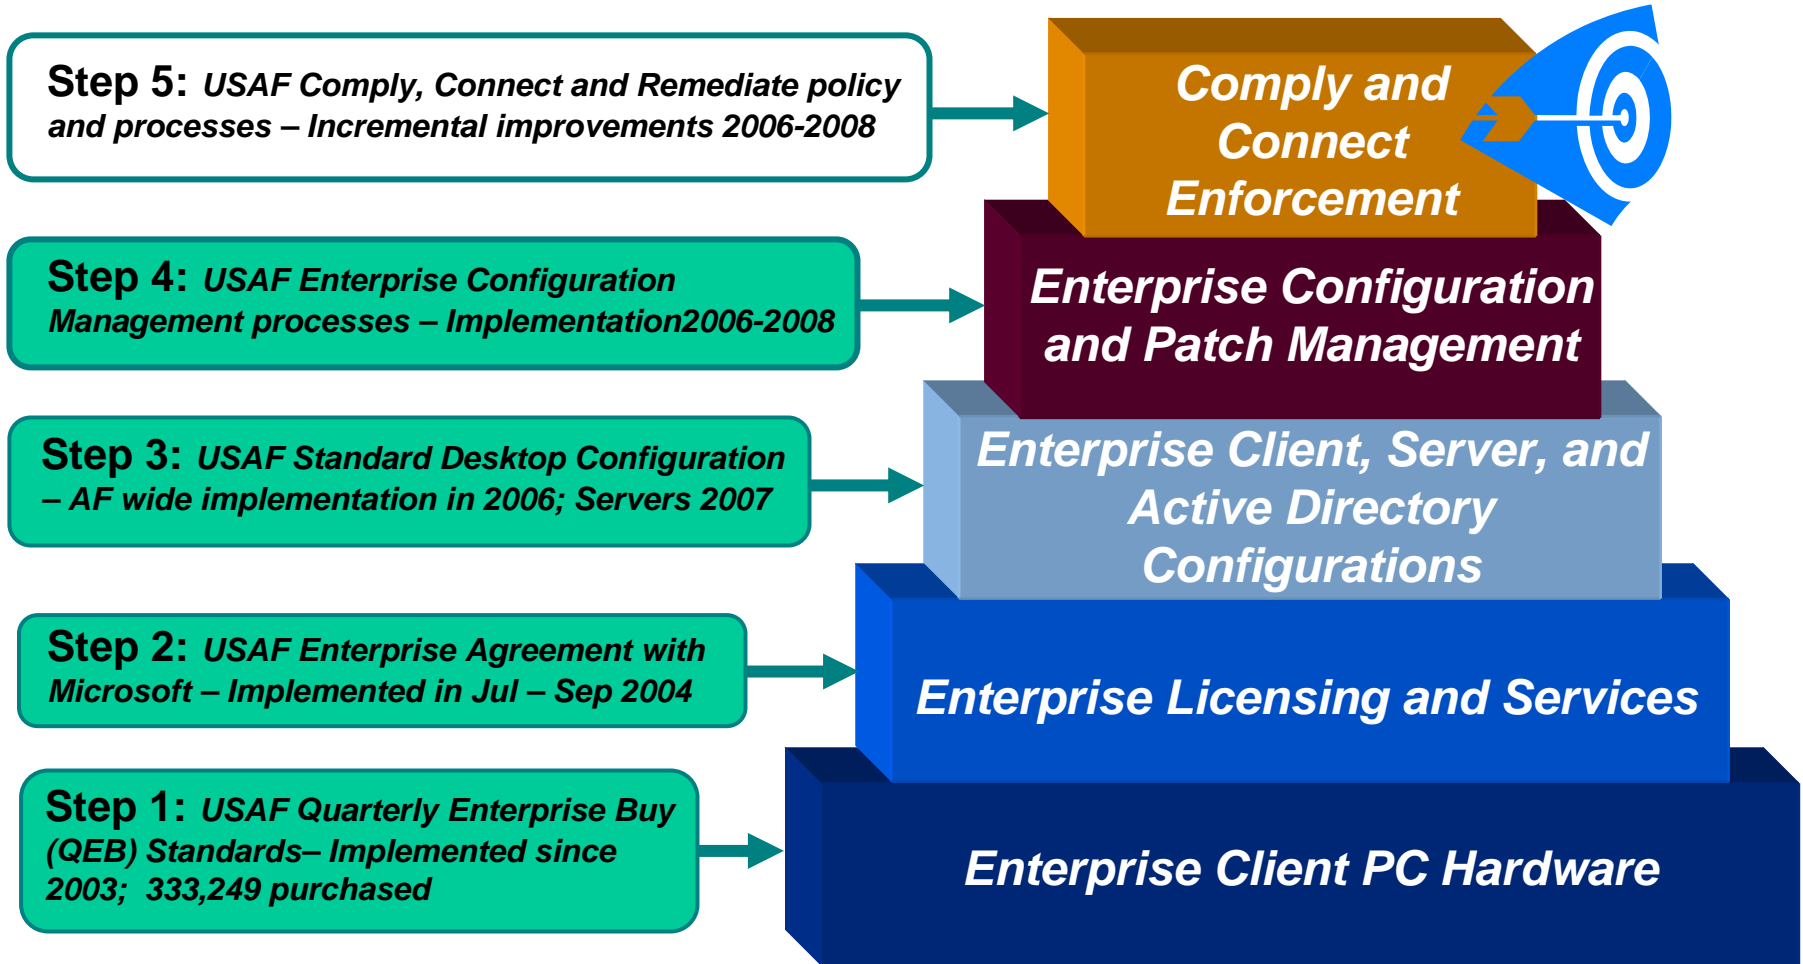 Step 5: USAF Comply, Connect and Remediate policy
and processes – Incremental improvements 2006-2008
Comply and
Connect
Enforcement
Step 4: USAF Enterprise Configuration
Management processes – Implementation2006-2008
Enterprise Configuration
and Patch Management
Step 3: USAF Standard Desktop Configuration
– AF wide implementation in 2006; Servers 2007
Enterprise Client, Server, and
Active Directory
Configurations
Step 2: USAF Enterprise Agreement with
Microsoft – Implemented in Jul – Sep 2004
Enterprise Licensing and Services
Step 1: USAF Quarterly Enterprise Buy
(QEB) Standards– Implemented since
2003; 333,249 purchased
Enterprise Client PC Hardware